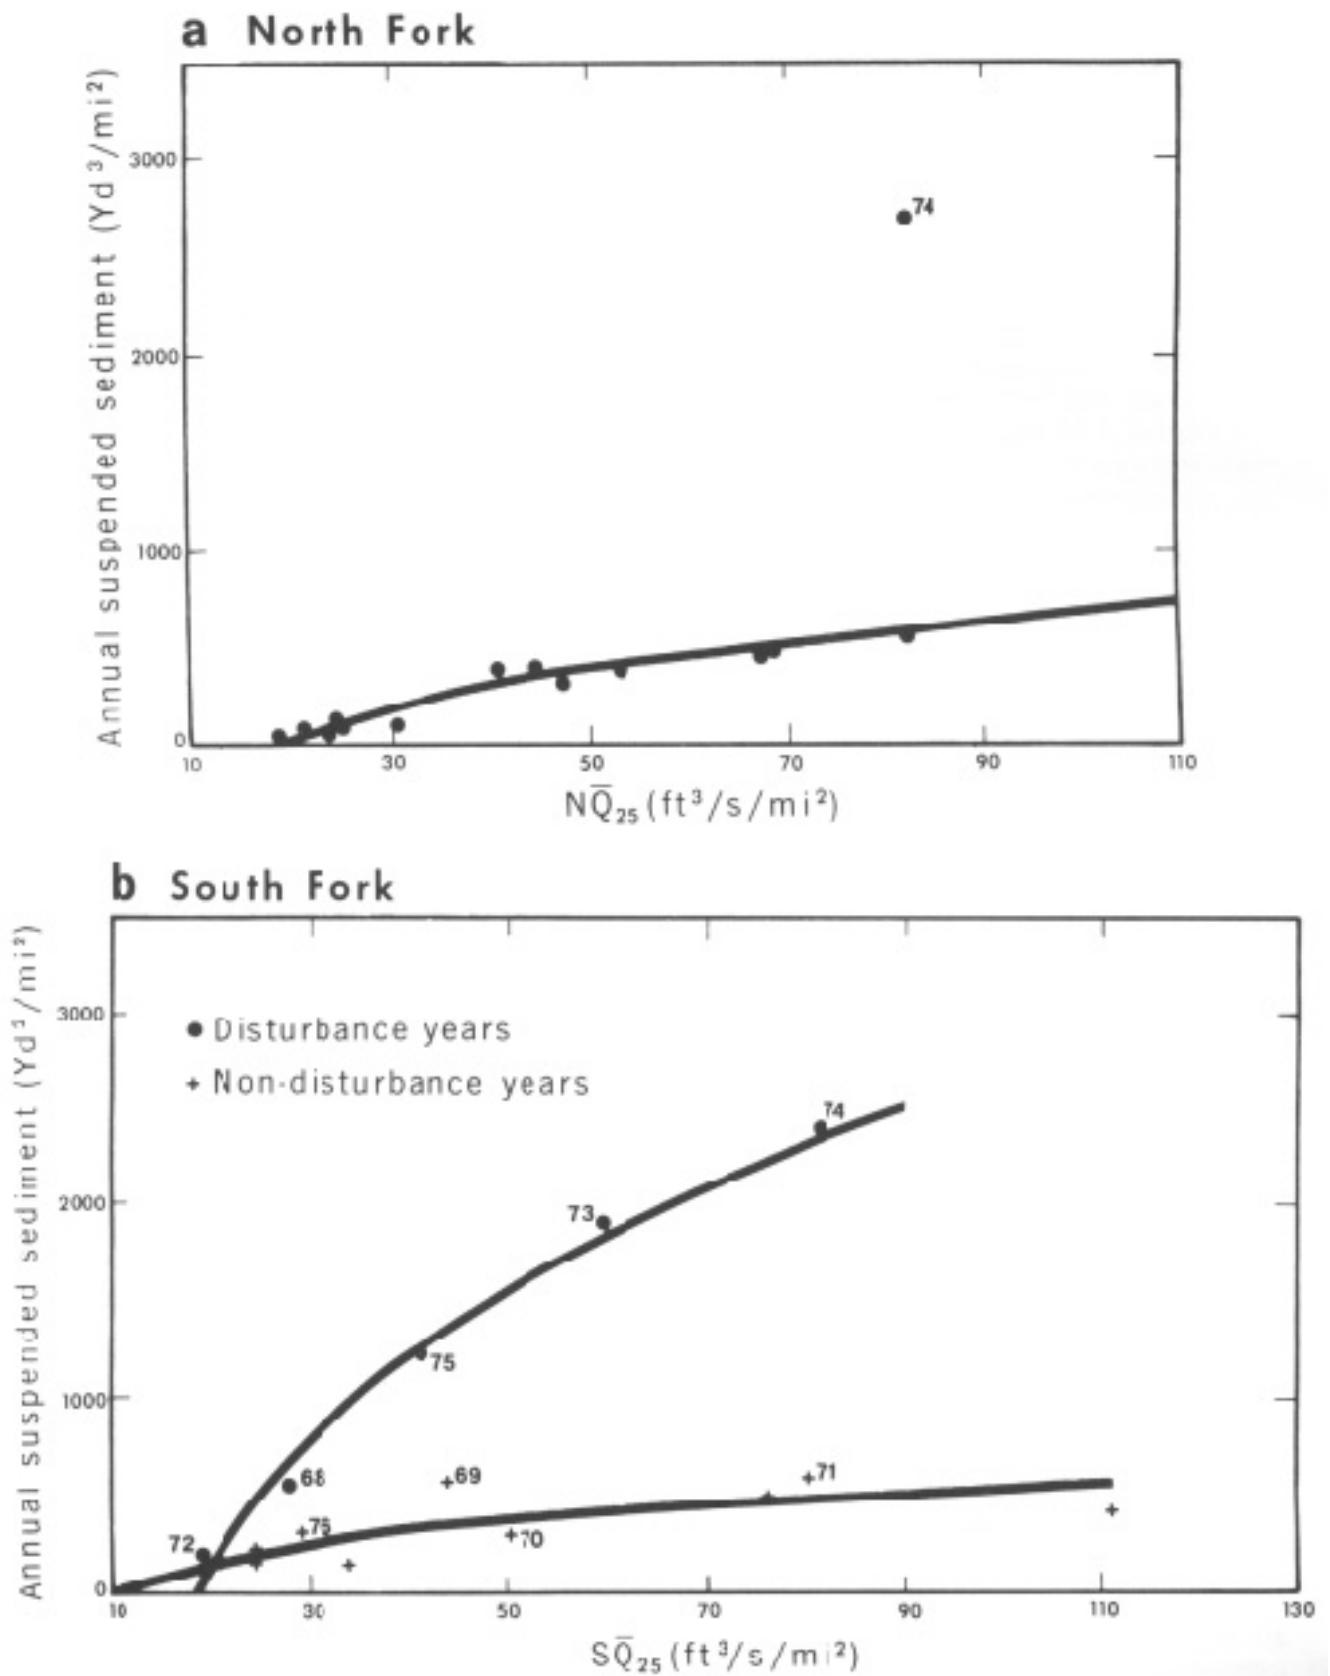 a North Fork
Annual suspended sediment (Yd³/mi²)
3000
2000
1000
0
74
10 30 50 70 90 110
NQ̅₂₅ (ft³/s/mi²)
b South Fork
Annual suspended sediment (Yd³/mi²)
3000
2000
1000
0
● Disturbance years
+ Non-disturbance years
74
73
75
68
69
71
75
70
72
10 30 50 70 90 110 130
SQ̅₂₅ (ft³/s/mi²)